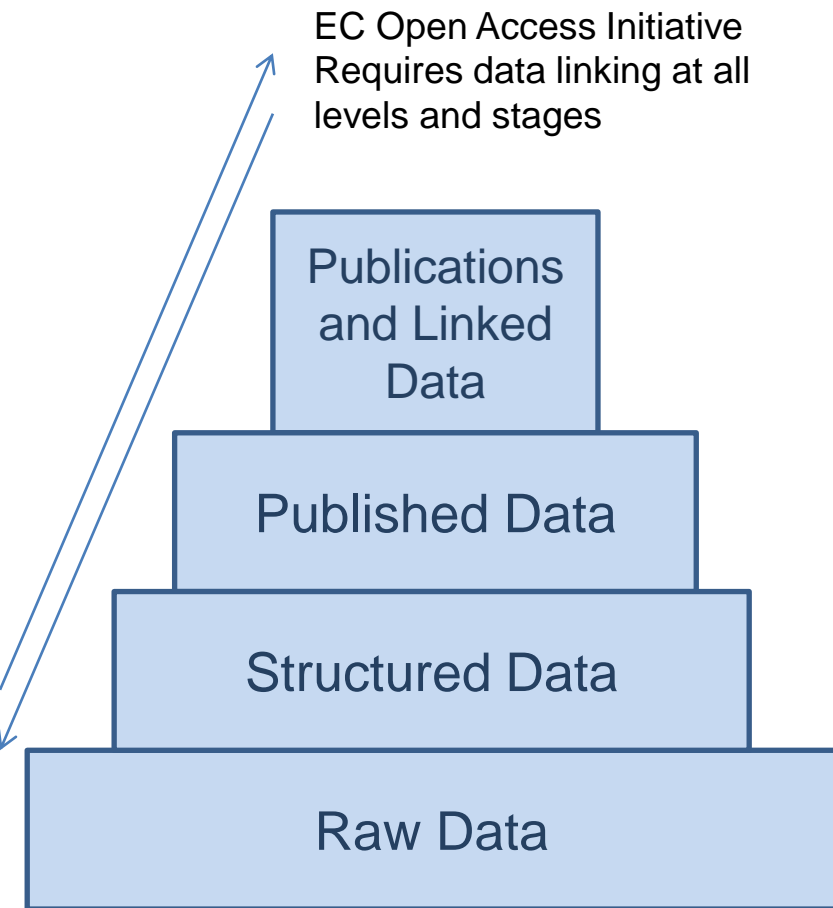 EC Open Access Initiative
Requires data linking at all
levels and stages
Publications
and Linked
Data
Published Data
Structured Data
Raw Data